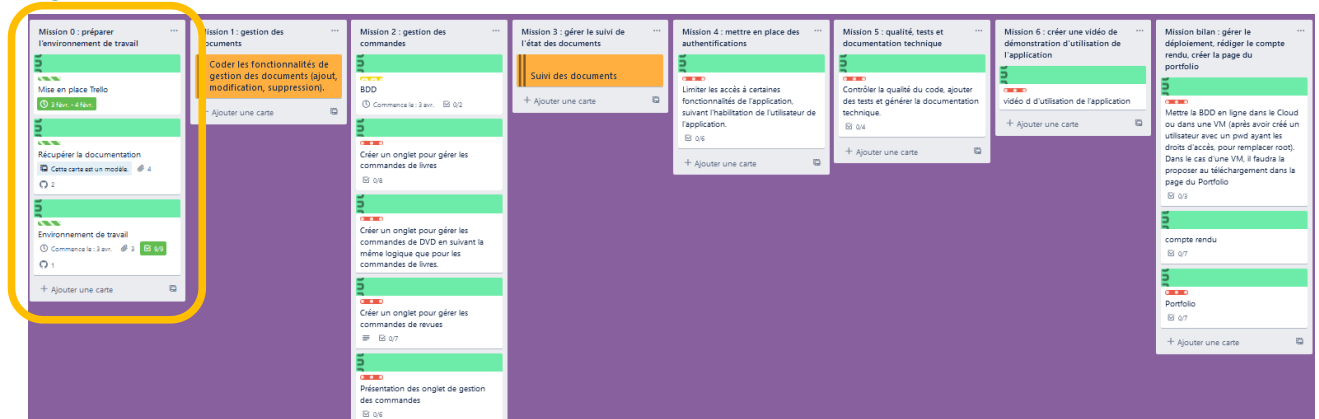 Mission 0 : préparer
l'environnement de travail
Mise en place Trello
2 févr. - 4 févr.
Récupérer la documentation
Cette carte est un modèle.
4
2
Environnement de travail
Commence le : 3 avr.
3
9/9
1
+ Ajouter une carte
Mission 1 : gestion des
documents
Coder les fonctionnalités de
gestion des documents (ajout,
modification, suppression).
+ Ajouter une carte
Mission 2 : gestion des
commandes
BDD
Commence le : 3 avr.
0/2
Créer un onglet pour gérer les
commandes de livres
0/8
Créer un onglet pour gérer les
commandes de DVD en suivant la
même logique que pour les
commandes de livres.
Créer un onglet pour gérer les
commandes de revues
0/7
Présentation des onglet de gestion
des commandes
0/6
Mission 3 : gérer le suivi de
l'état des documents
Suivi des documents
+ Ajouter une carte
Mission 4 : mettre en place des
authentifications
Limiter les accès à certaines
fonctionnalités de l'application,
suivant l'habilitation de l'utilisateur de
l'application.
0/6
+ Ajouter une carte
Mission 5 : qualité, tests et
documentation technique
Contrôler la qualité du code, ajouter
des tests et générer la documentation
technique.
0/4
+ Ajouter une carte
Mission 6 : créer une vidéo de
démonstration d'utilisation de
l'application
vidéo d d'utilisation de l'application
+ Ajouter une carte
Mission bilan : gérer le
déploiement, rédiger le compte
rendu, créer la page du
portfolio
Mettre la BDD en ligne dans le Cloud
ou dans une VM (après avoir créé un
utilisateur avec un pwd ayant les
droits d'accès, pour remplacer root).
Dans le cas d'une VM, il faudra la
proposer au téléchargement dans la
page du Portfolio
0/3
compte rendu
0/7
Portfolio
0/7
+ Ajouter une carte